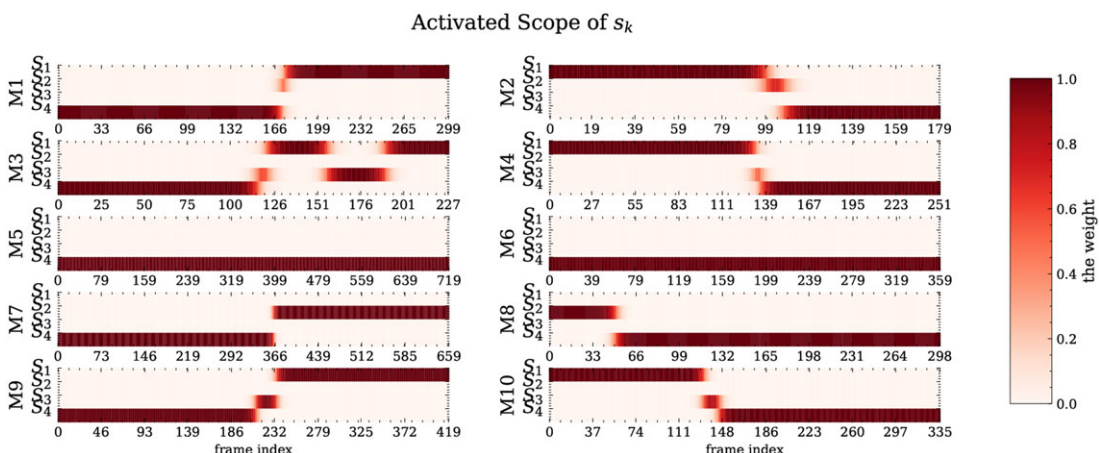 Activated Scope of s_k
M1
S1
S2
S3
S4
0 33 66 99 132 166 199 232 265 299
M2
0 19 39 59 79 99 119 139 159 179
M3
S1
S2
S3
S4
0 25 50 75 100 126 151 176 201 227
M4
0 27 55 83 111 139 167 195 223 251
M5
S1
S2
S3
S4
0 79 159 239 319 399 479 559 639 719
M6
S1
S2
S3
S4
0 39 79 119 159 199 239 279 319 359
M7
S1
S2
S3
S4
0 73 146 219 292 366 439 512 585 659
M8
S1
S2
S3
S4
0 33 66 99 132 165 198 231 264 298
M9
S1
S2
S3
S4
0 46 93 139 186 232 279 325 372 419
frame index
M10
S1
S2
S3
S4
0 37 74 111 148 186 223 260 297 335
frame index
1.0
0.8
0.6
0.4
0.2
0.0
the weight